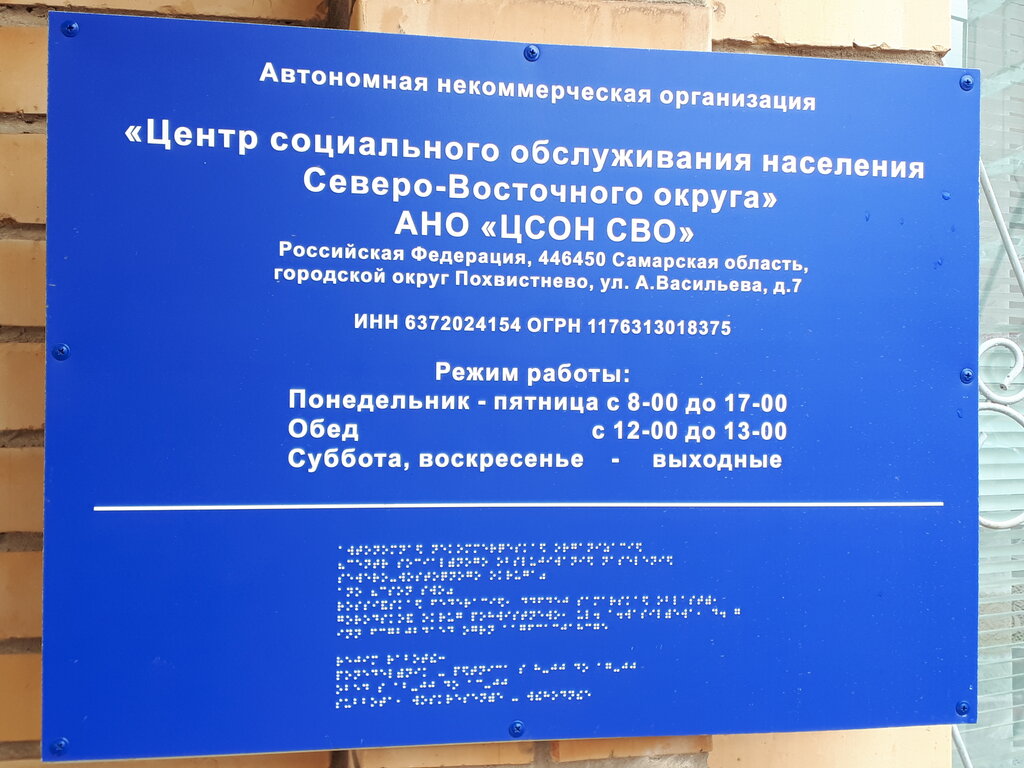 Автономная некоммерческая организация
«Центр социального обслуживания населения
Северо-Восточного округа»
АНО «ЦСОН СВО»
Российская Федерация, 446450 Самарская область,
городской округ Похвистнево, ул. А.Васильева, д.7
ИНН 6372024154 ОГРН 1176313018375
Режим работы:
Понедельник - пятница с 8-00 до 17-00
Обед с 12-00 до 13-00
Суббота, воскресенье - выходные